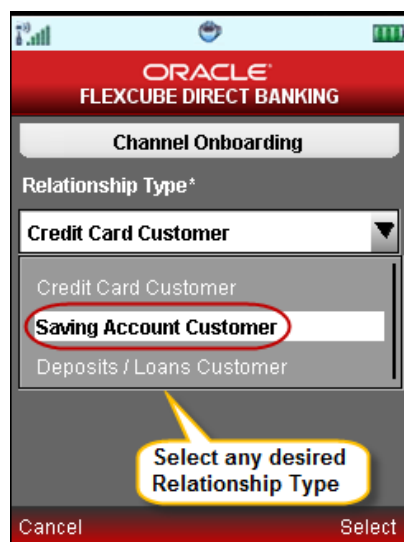 ORACLE®
FLEXCUBE DIRECT BANKING
Channel Onboarding
Relationship Type*
Credit Card Customer
Credit Card Customer
Saving Account Customer
Deposits / Loans Customer
Select any desired
Relationship Type
Cancel Select